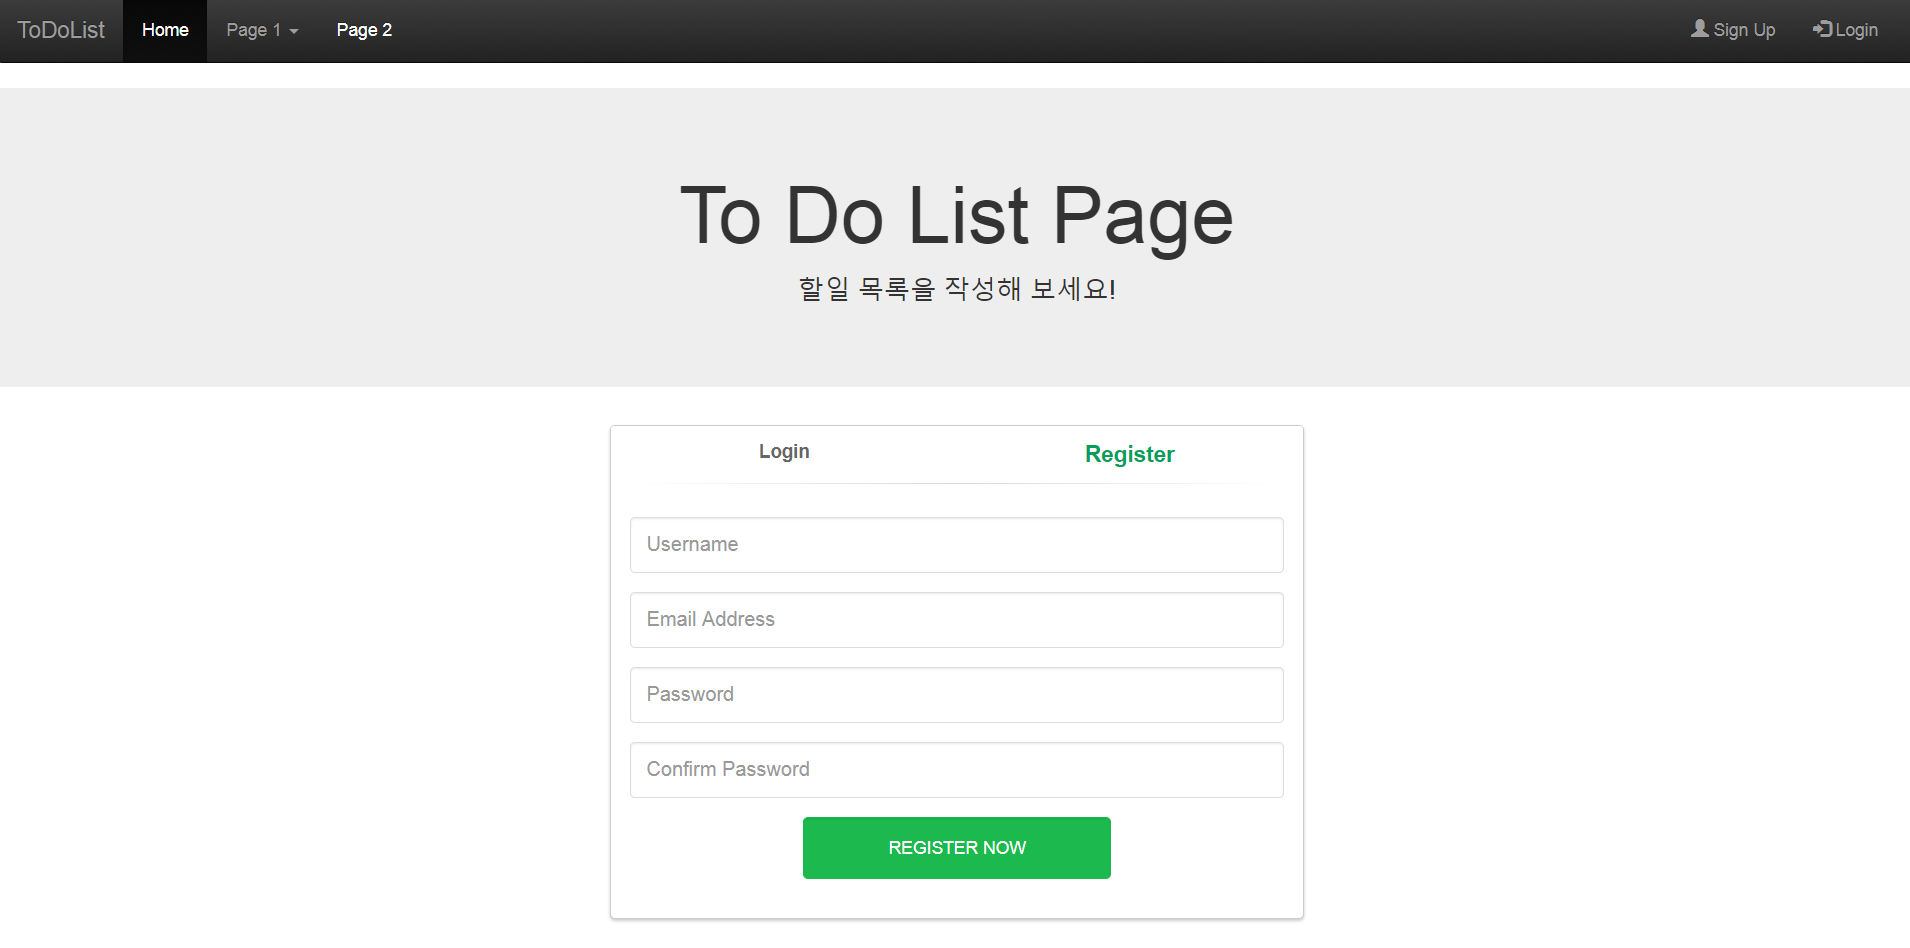 ToDoList Home Page 1 Page 2 Sign Up Login
To Do List Page
할일 목록을 작성해 보세요!
Login Register
Username
Email Address
Password
Confirm Password
REGISTER NOW